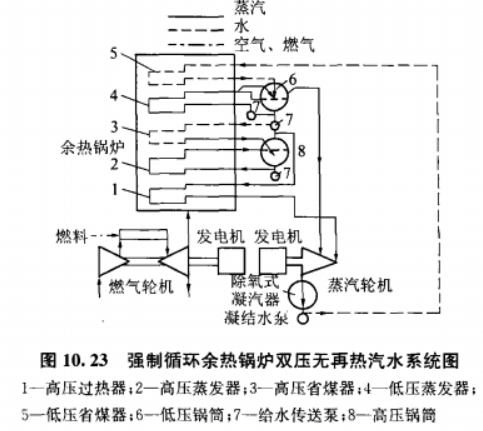 蒸汽
水
空气、燃气
5
6
4
7
3
7
余热锅炉
8
2
7
1
燃料
发电机 发电机
除氧式
燃气轮机
凝汽器
蒸汽轮机
凝结水泵
图 10.23 强制循环余热锅炉双压无再热汽水系统图
1—高压过热器;2—高压蒸发器;3—高压省煤器;4—低压蒸发器;
5—低压省煤器;6—低压锅筒;7—给水传送泵;8—高压锅筒